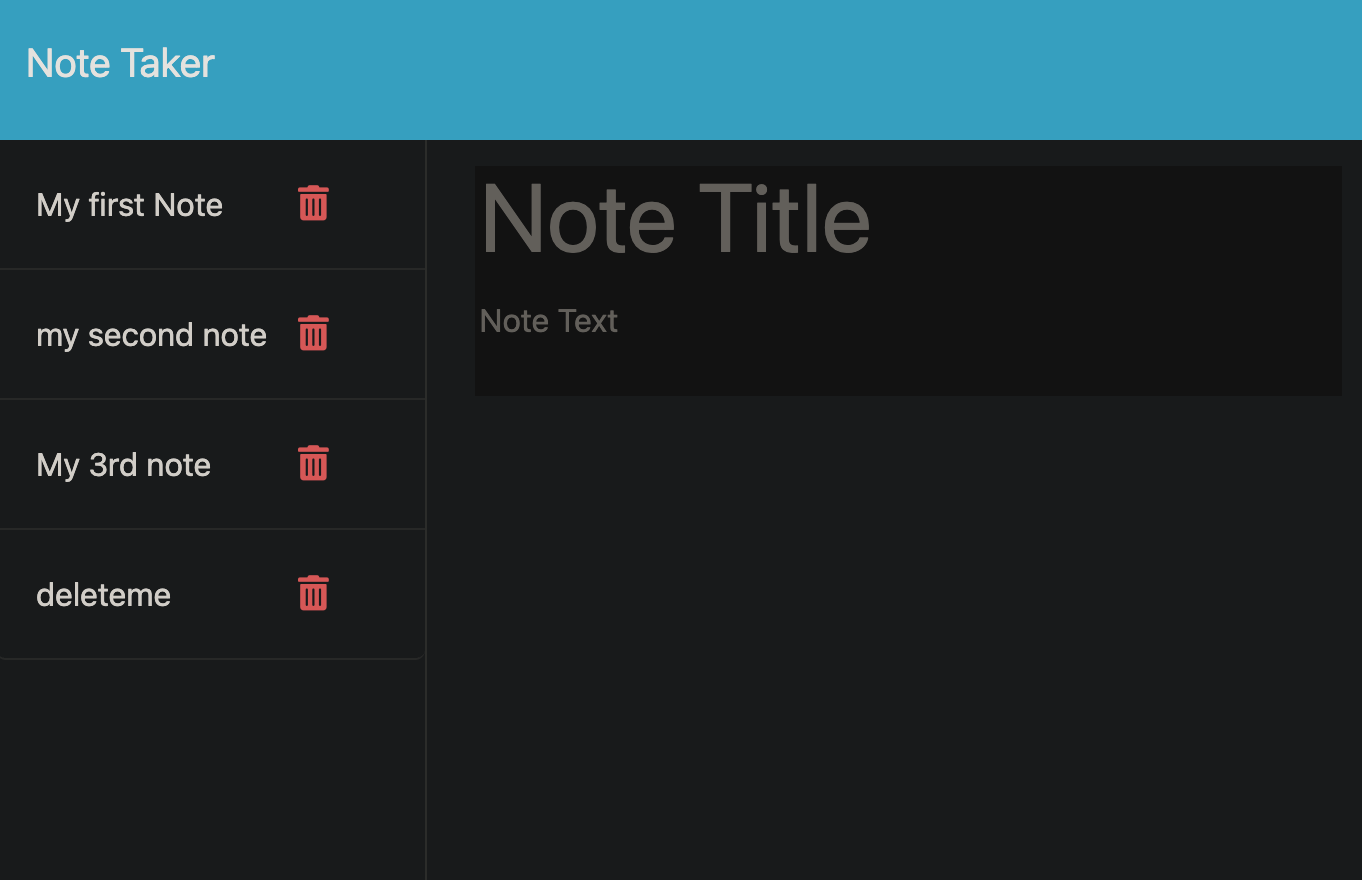 Note Taker
My first Note
my second note
My 3rd note
deleteme
Note Title
Note Text